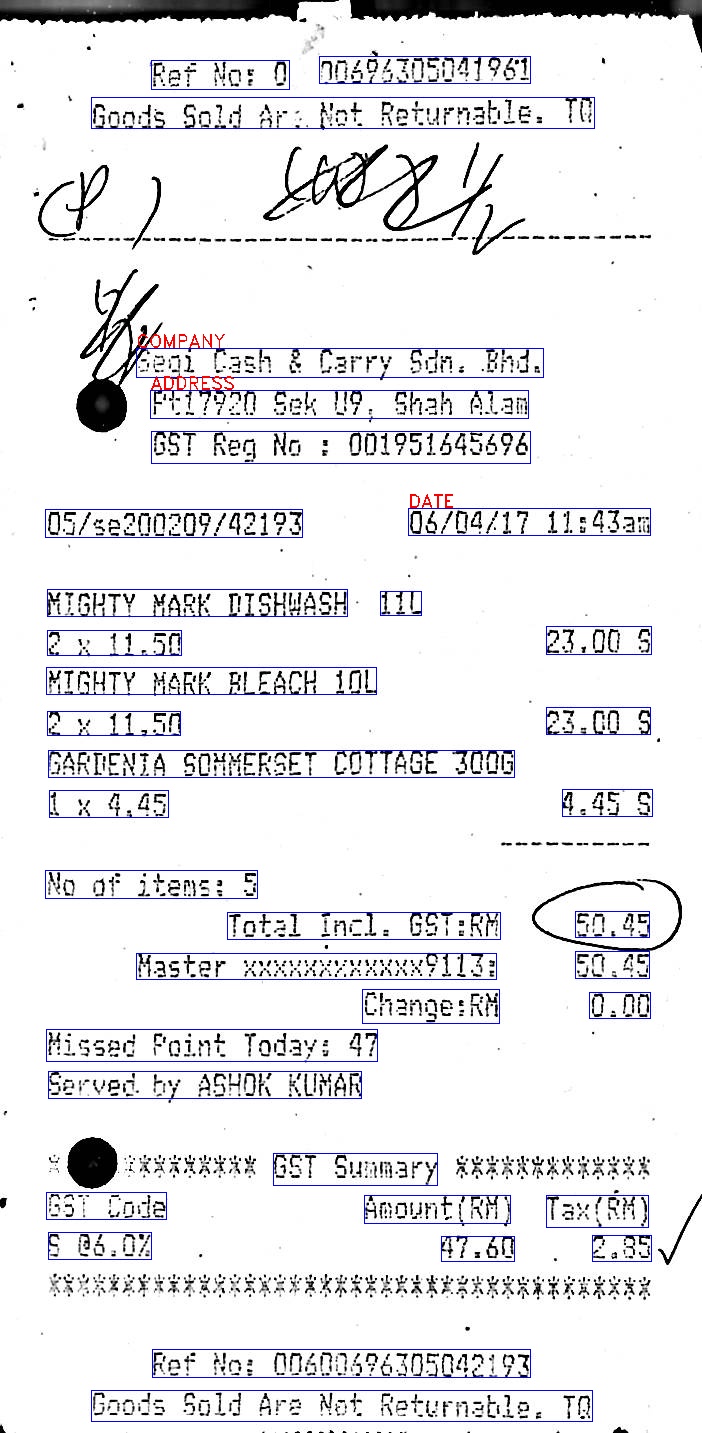 Ref No: 0 00696305041961
Goods Sold Are Not Returnable. TQ
COMPANY
Segi Cash & Carry Sdn. Bhd.
ADDRESS
Pt17920 Sek U9, Shah Alam
GST Reg No : 001951645696
DATE
05/se200209/42193 06/04/17 11:43am
MIGHTY MARK DISHWASH 11L
2 x 11.50 23.00 S
MIGHTY MARK BLEACH 10L
2 x 11.50 23.00 S
GARDENIA SOMMERSET COTTAGE 300G
1 x 4.45 4.45 S
No of items: 5
Total Incl. GST:RM 50.45
Master xxxxxxxxxxxx9113: 50.45
Change:RM 0.00
Missed Point Today: 47
Served by ASHOK KUMAR
GST Summary
GST Code Amount(RM) Tax(RM)
S @6.0% 47.60 2.85
Ref No: 00600696305042193
Goods Sold Are Not Returnable. TQ